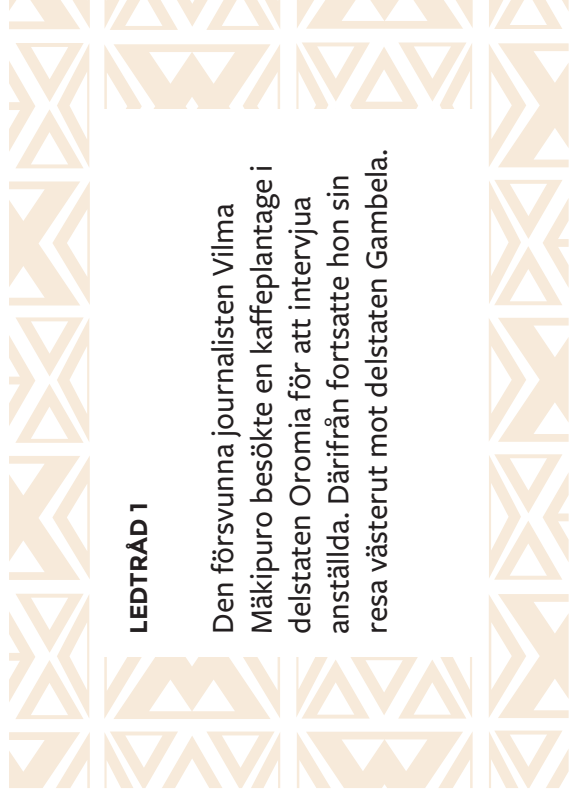 LEDTRÅD 1
Den försvunna journalisten Vilma
Mäkipuro besökte en kaffeplantage i
delstaten Oromia för att intervjua
anställda. Därifrån fortsatte hon sin
resa västerut mot delstaten Gambela.